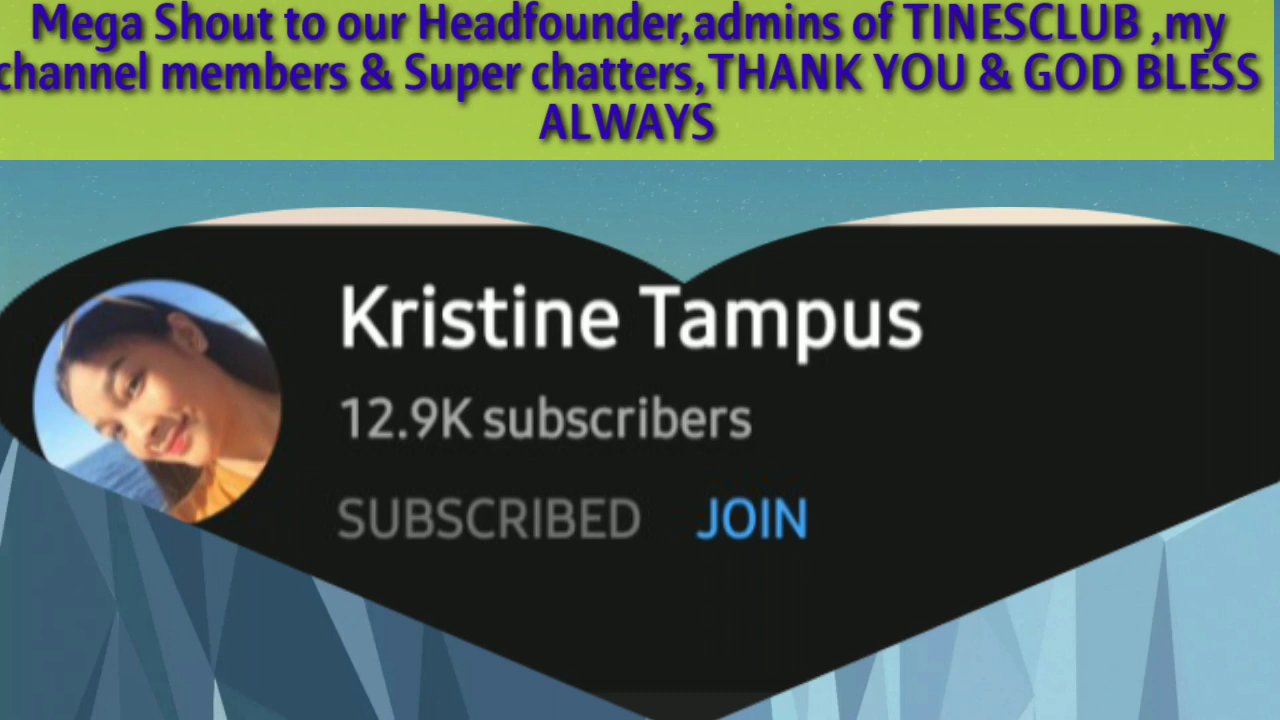 Mega Shout to our Headfounder,admins of TINESCLUB ,my
channel members & Super chatters,THANK YOU & GOD BLESS
ALWAYS
Kristine Tampus
12.9K subscribers
SUBSCRIBED JOIN